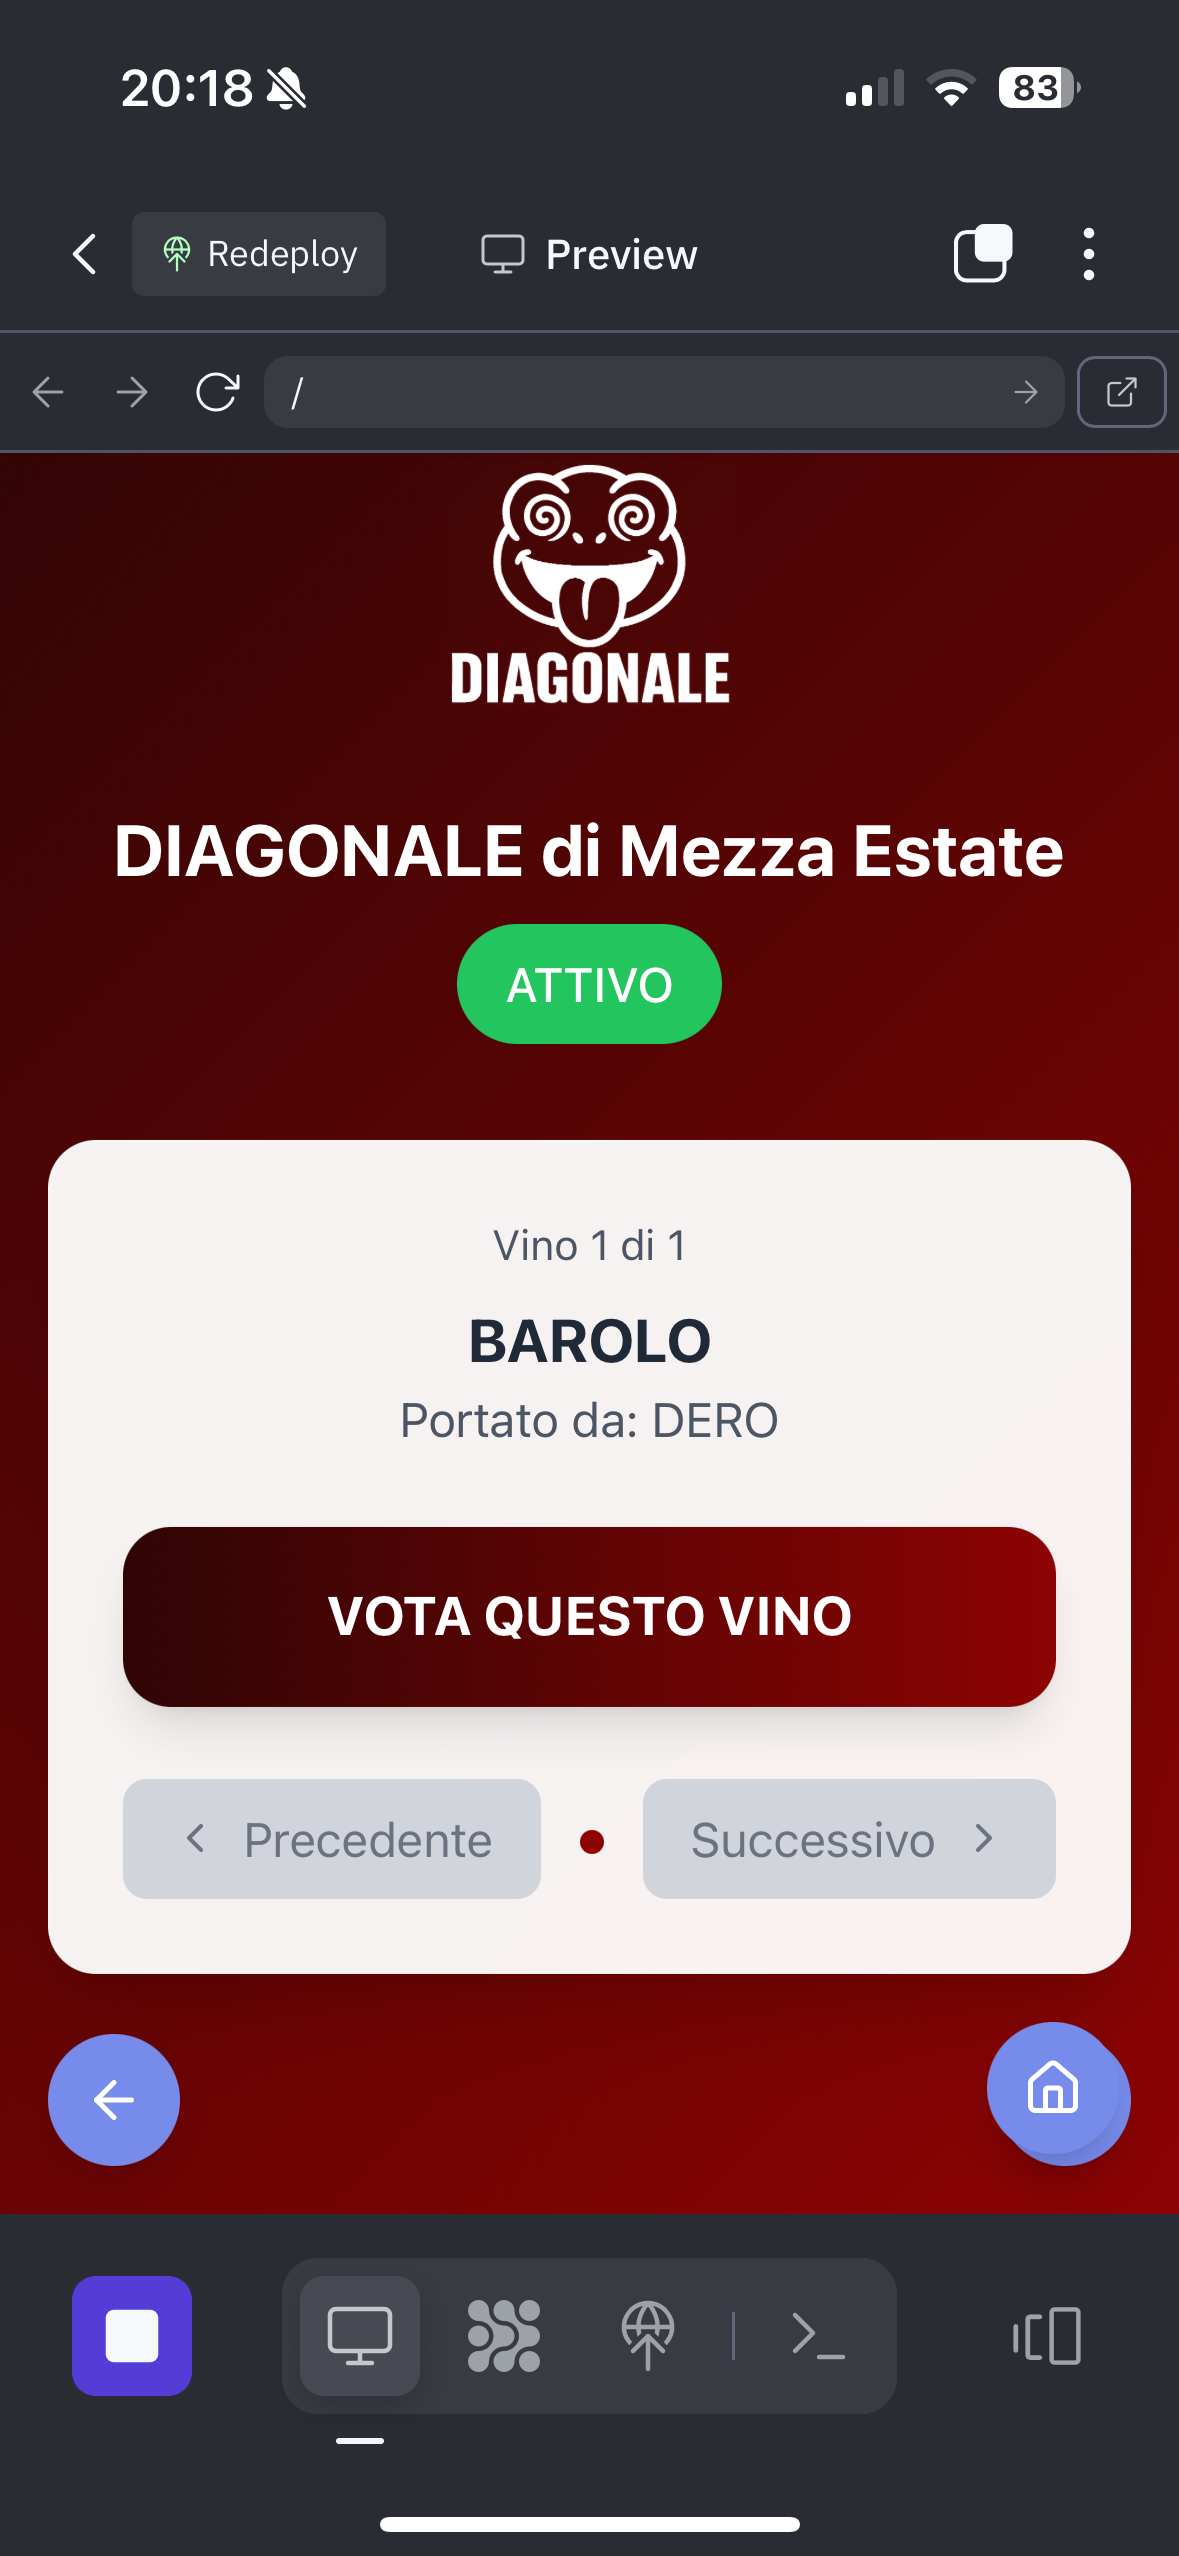 20:18
83
Redeploy
Preview
/
DIAGONALE
DIAGONALE di Mezza Estate
ATTIVO
Vino 1 di 1
BAROLO
Portato da: DERO
VOTA QUESTO VINO
Precedente
Successivo